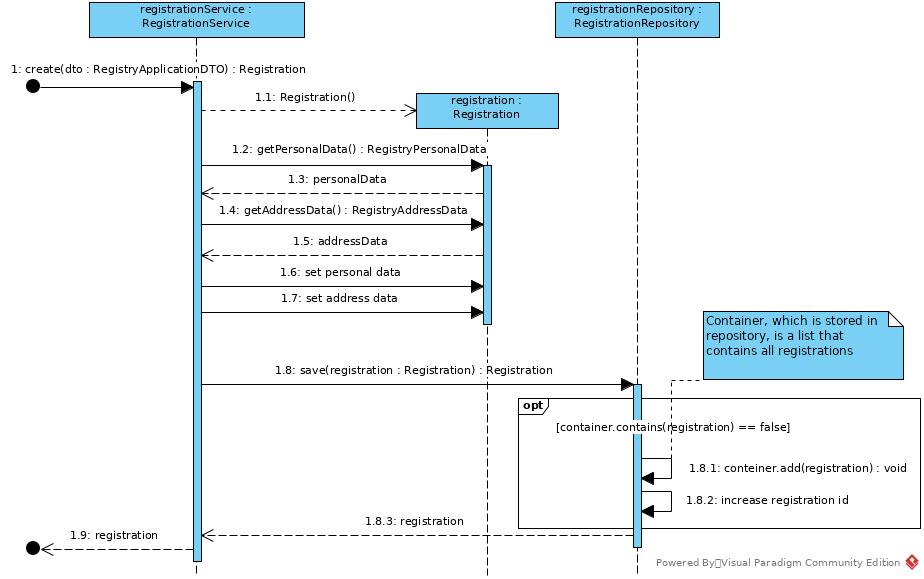 registrationService :
RegistrationService
registrationRepository :
RegistrationRepository
1: create(dto : RegistryApplicationDTO) : Registration
1.1: Registration()
registration :
Registration
1.2: getPersonalData() : RegistryPersonalData
1.3: personalData
1.4: getAddressData() : RegistryAddressData
1.5: addressData
1.6: set personal data
1.7: set address data
Container, which is stored in
repository, is a list that
contains all registrations
1.8: save(registration : Registration) : Registration
opt
[container.contains(registration) == false]
1.8.1: conteiner.add(registration) : void
1.8.2: increase registration id
1.8.3: registration
1.9: registration
Powered By Visual Paradigm Community Edition